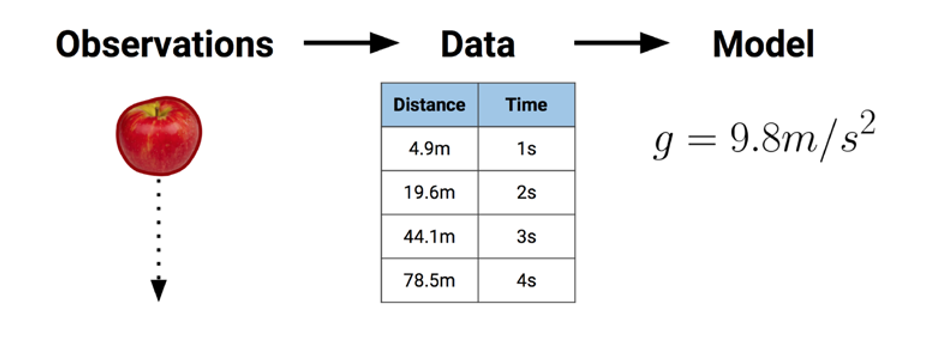 Observations Data Model
Distance Time
4.9m 1s
19.6m 2s
44.1m 3s
78.5m 4s
g = 9.8m/s²